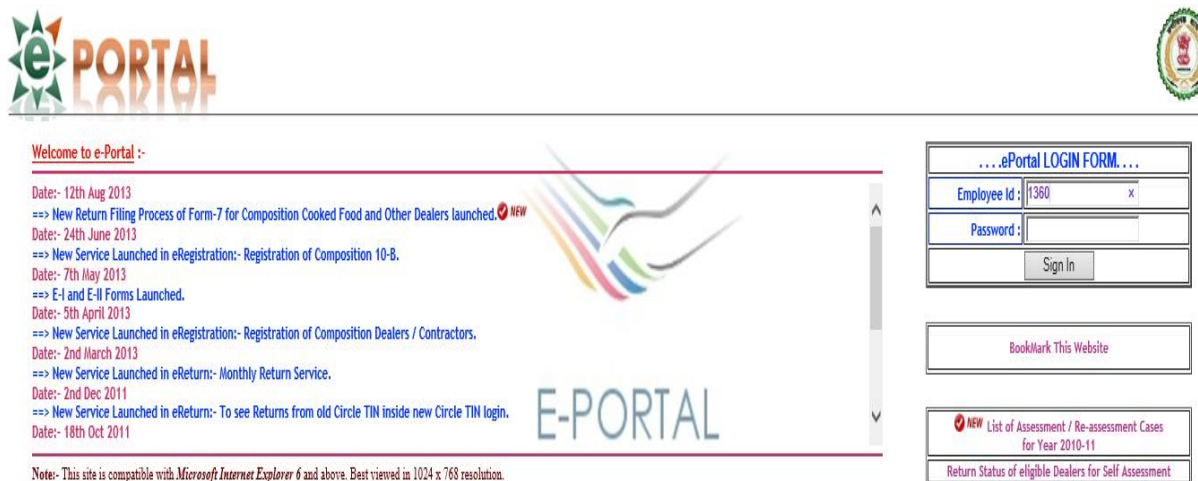 e PORTAL
Welcome to e-Portal :-
Date:- 12th Aug 2013
==> New Return Filing Process of Form-7 for Composition Cooked Food and Other Dealers launched. NEW
Date:- 24th June 2013
==> New Service Launched in eRegistration:- Registration of Composition 10-B.
Date:- 7th May 2013
==> E-I and E-II Forms Launched.
Date:- 5th April 2013
==> New Service Launched in eRegistration:- Registration of Composition Dealers / Contractors.
Date:- 2nd March 2013
==> New Service Launched in eReturn:- Monthly Return Service.
Date:- 2nd Dec 2011
==> New Service Launched in eReturn:- To see Returns from old Circle TIN inside new Circle TIN login.
Date:- 18th Oct 2011
E-PORTAL
Note:- This site is compatible with Microsoft Internet Explorer 6 and above. Best viewed in 1024 x 768 resolution.
. . . .ePortal LOGIN FORM. . . .
Employee Id : 1360 x
Password :
Sign In
BookMark This Website
NEW List of Assessment / Re-assessment Cases
for Year 2010-11
Return Status of eligible Dealers for Self Assessment